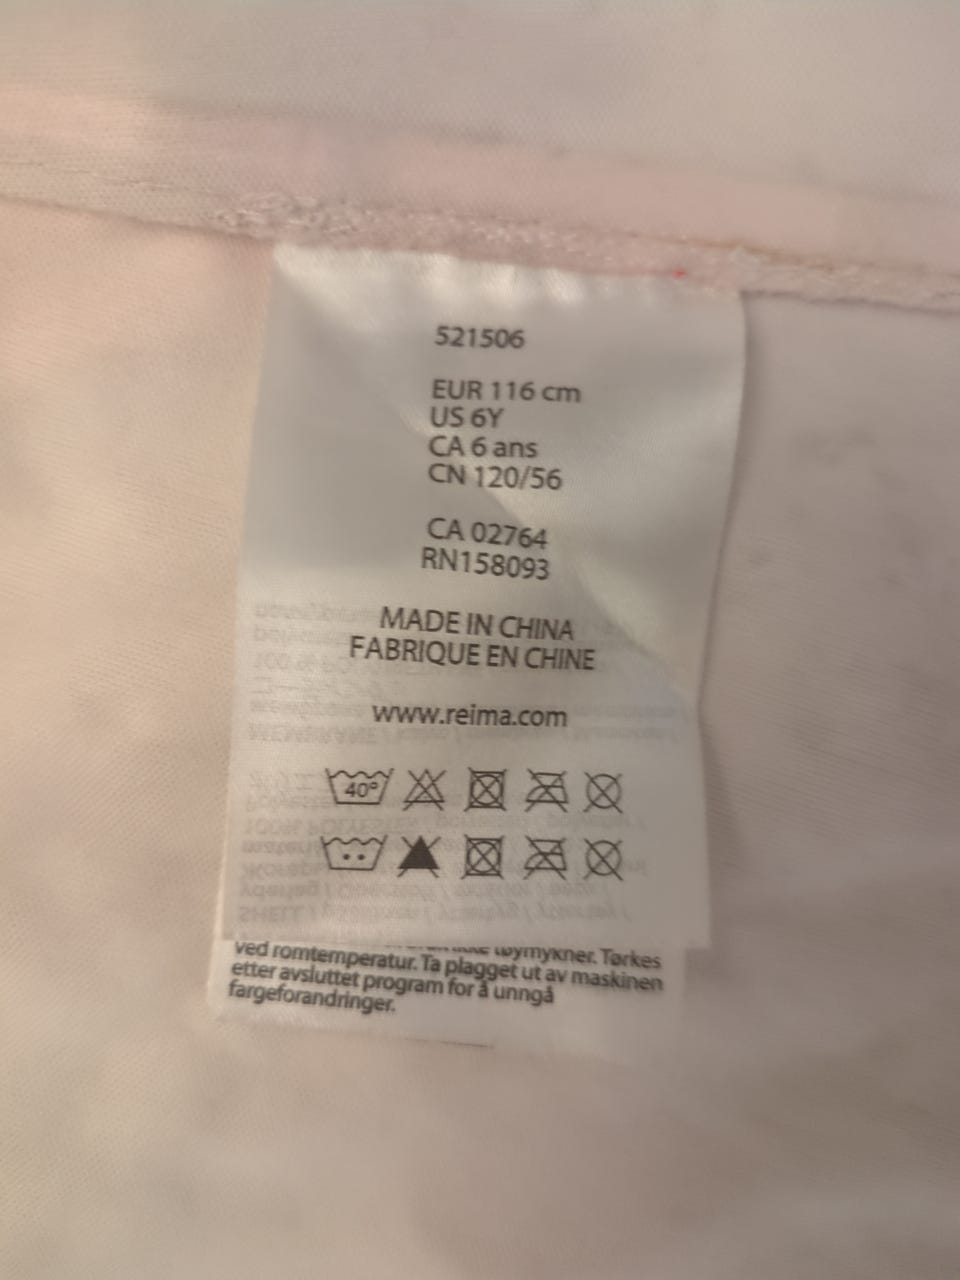 521506
EUR 116 cm
US 6Y
CA 6 ans
CN 120/56
CA 02764
RN158093
MADE IN CHINA
FABRIQUE EN CHINE
www.reima.com
40°
tøymykner. Tørkes
ved romtemperatur. Ta plagget ut av maskinen
etter avsluttet program for å unngå
fargeforandringer.